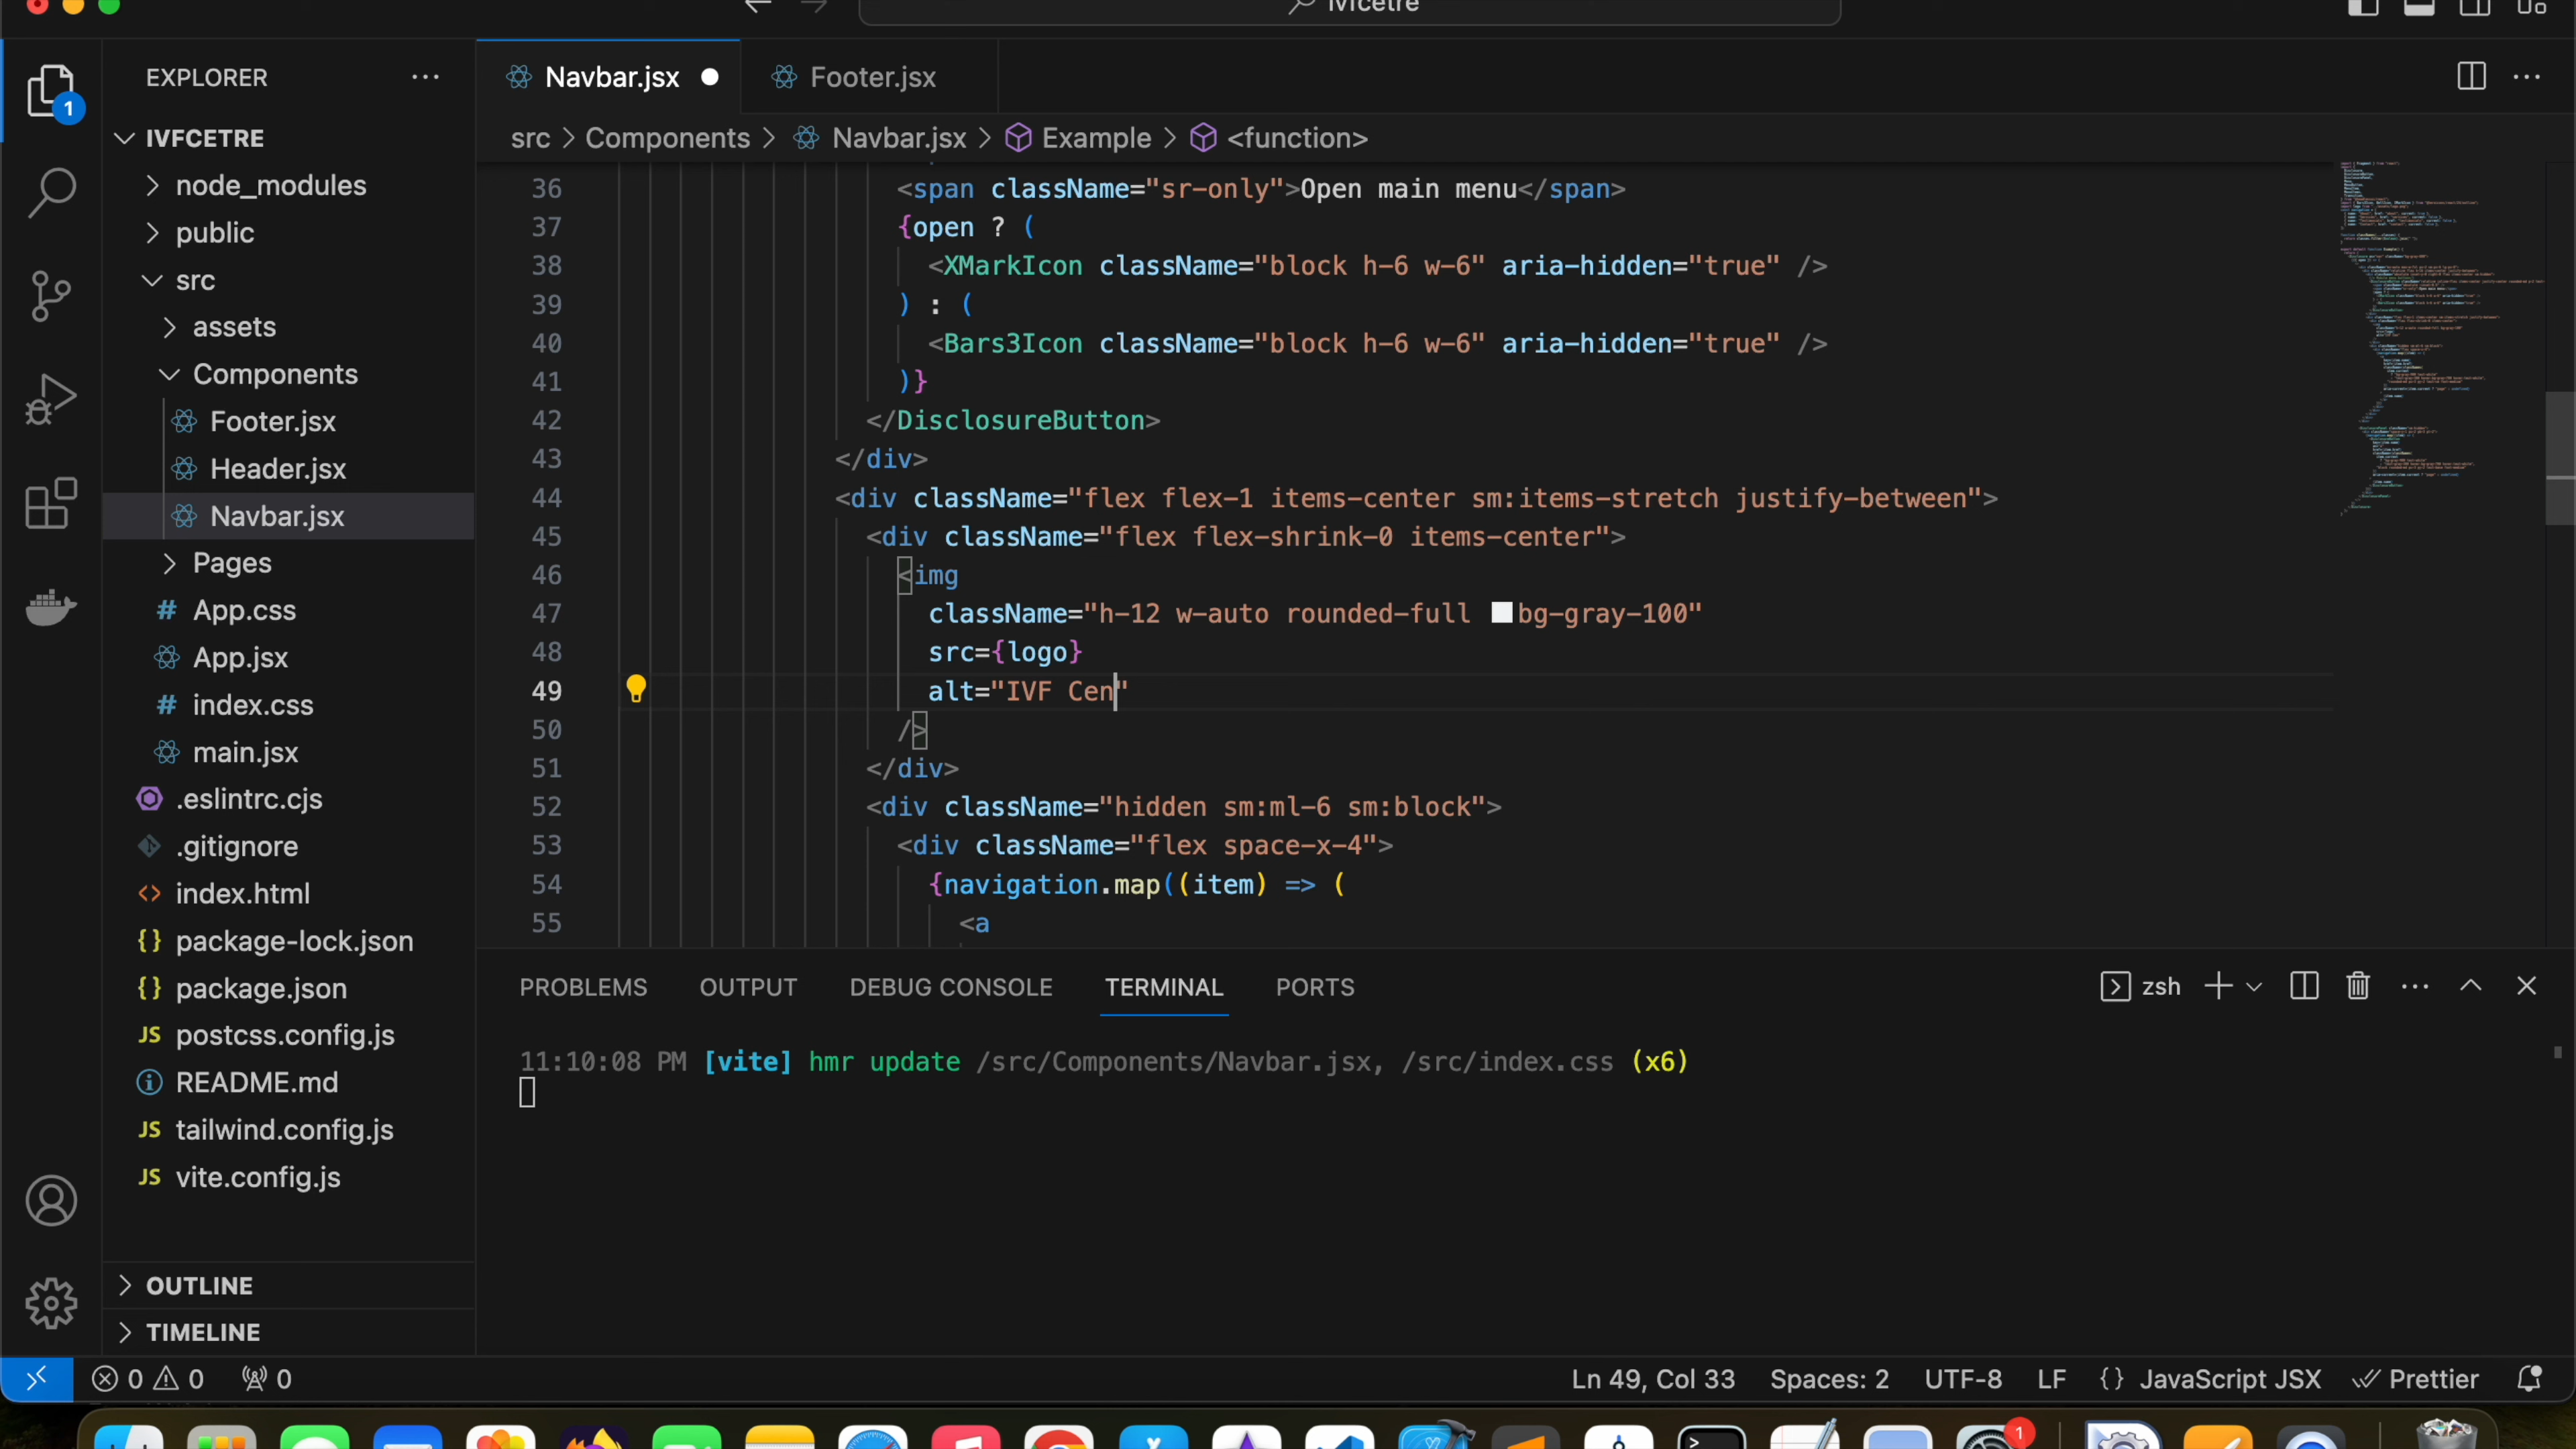 ivfcetre
EXPLORER
Navbar.jsx
Footer.jsx
1
IVFCETRE
src > Components > Navbar.jsx > Example > <function>
node_modules
public
src
assets
Components
Footer.jsx
Header.jsx
Navbar.jsx
Pages
App.css
App.jsx
index.css
main.jsx
.eslintrc.cjs
.gitignore
index.html
package-lock.json
package.json
postcss.config.js
README.md
tailwind.config.js
vite.config.js
OUTLINE
TIMELINE
36 <span className="sr-only">Open main menu</span>
37 {open ? (
38 <XMarkIcon className="block h-6 w-6" aria-hidden="true" />
39 ) : (
40 <Bars3Icon className="block h-6 w-6" aria-hidden="true" />
41 )}
42 </DisclosureButton>
43 </div>
44 <div className="flex flex-1 items-center sm:items-stretch justify-between">
45 <div className="flex flex-shrink-0 items-center">
46 <img
47 className="h-12 w-auto rounded-full bg-gray-100"
48 src={logo}
49 alt="IVF Cen"
50 />
51 </div>
52 <div className="hidden sm:ml-6 sm:block">
53 <div className="flex space-x-4">
54 {navigation.map((item) => (
55 <a
PROBLEMS OUTPUT DEBUG CONSOLE TERMINAL PORTS
zsh
11:10:08 PM [vite] hmr update /src/Components/Navbar.jsx, /src/index.css (x6)
0 0 0
Ln 49, Col 33 Spaces: 2 UTF-8 LF {} JavaScript JSX Prettier
1